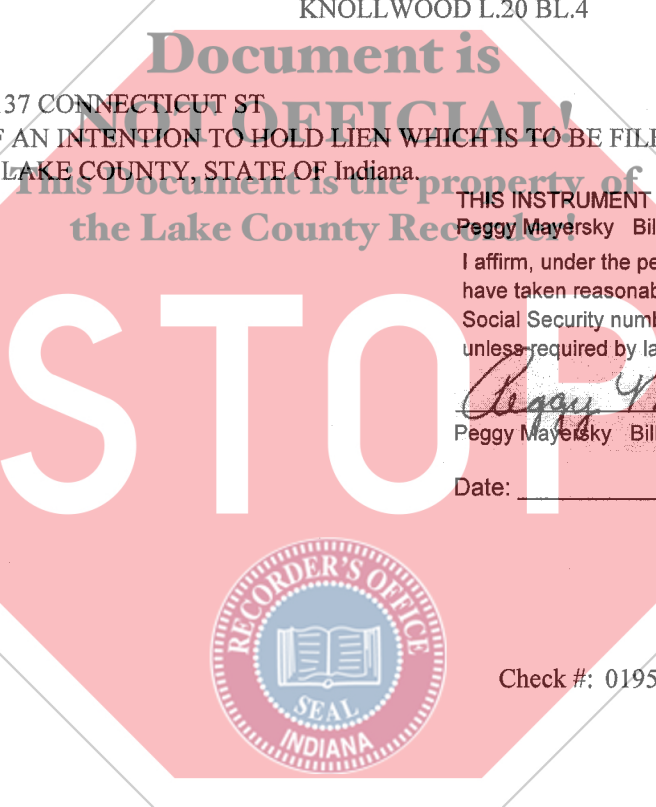 KNOLLWOOD L.20 BL.4
Document is
37 CONNECTICUT ST
NOT OFFICIAL!
F AN INTENTION TO HOLD LIEN WHICH IS TO BE FILE
LAKE COUNTY, STATE OF Indiana.
This Document is the property of
the Lake County Recorder!
THIS INSTRUMENT
Peggy Mayersky Bil
I affirm, under the pe
have taken reasonab
Social Security numb
unless required by la
STOP
Peggy
Peggy Mayersky Bil
Date:
RECORDER'S OFFICE
SEAL
INDIANA
Check #: 0195